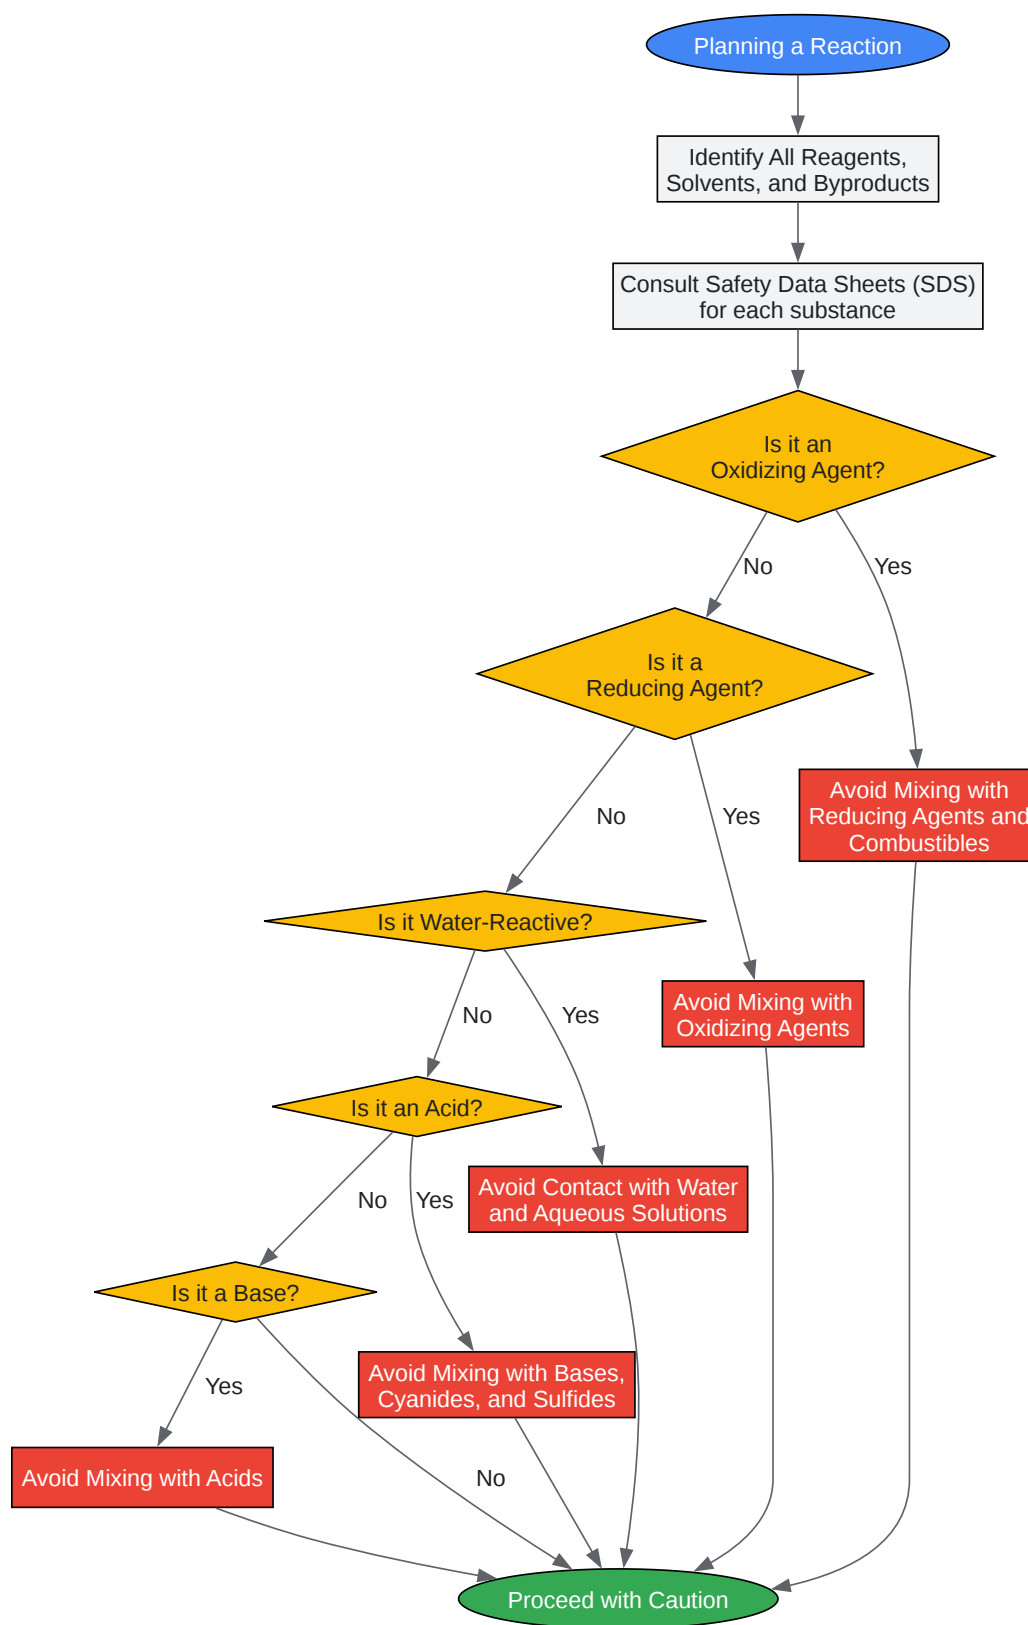 Planning a Reaction
Identify All Reagents,
Solvents, and Byproducts
Consult Safety Data Sheets (SDS)
for each substance
Is it an
Oxidizing Agent?
No
Yes
Is it a
Reducing Agent?
No
Yes
Avoid Mixing with
Reducing Agents and
Combustibles
Is it Water-Reactive?
No
Yes
Avoid Mixing with
Oxidizing Agents
Is it an Acid?
No
Yes
Avoid Contact with Water
and Aqueous Solutions
Is it a Base?
Yes
No
Avoid Mixing with Bases,
Cyanides, and Sulfides
Avoid Mixing with Acids
Proceed with Caution